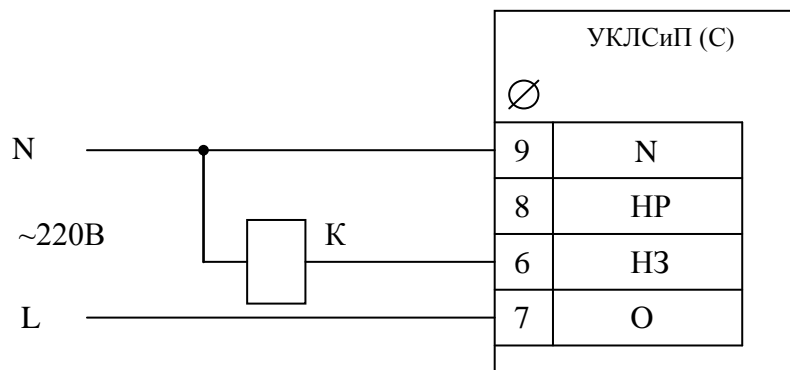 УКЛСиП (С)
N 9 N
8 НР
~220В К
6 НЗ
L 7 О